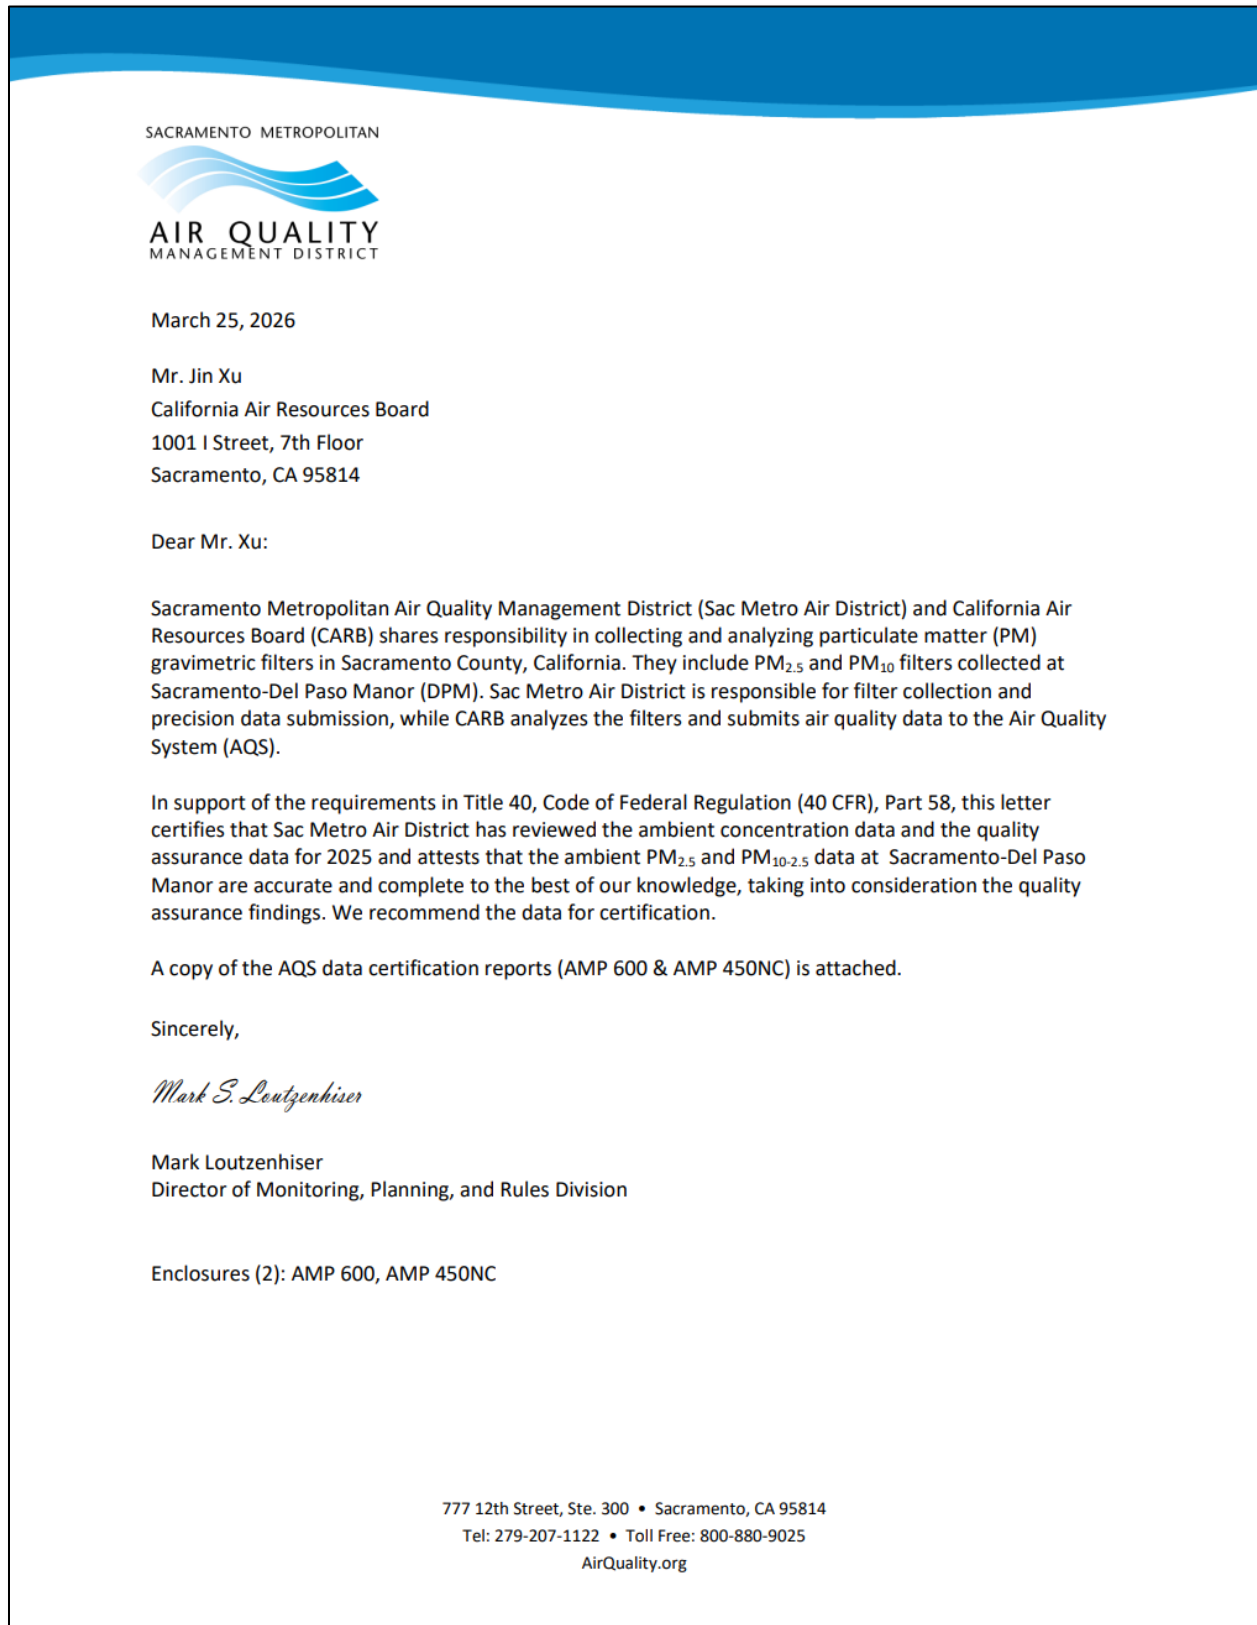 SACRAMENTO METROPOLITAN
AIR QUALITY
MANAGEMENT DISTRICT
March 25, 2026
Mr. Jin Xu
California Air Resources Board
1001 I Street, 7th Floor
Sacramento, CA 95814
Dear Mr. Xu:
Sacramento Metropolitan Air Quality Management District (Sac Metro Air District) and California Air
Resources Board (CARB) shares responsibility in collecting and analyzing particulate matter (PM)
gravimetric filters in Sacramento County, California. They include PM2.5 and PM10 filters collected at
Sacramento-Del Paso Manor (DPM). Sac Metro Air District is responsible for filter collection and
precision data submission, while CARB analyzes the filters and submits air quality data to the Air Quality
System (AQS).
In support of the requirements in Title 40, Code of Federal Regulation (40 CFR), Part 58, this letter
certifies that Sac Metro Air District has reviewed the ambient concentration data and the quality
assurance data for 2025 and attests that the ambient PM2.5 and PM10-2.5 data at  Sacramento-Del Paso
Manor are accurate and complete to the best of our knowledge, taking into consideration the quality
assurance findings. We recommend the data for certification.
A copy of the AQS data certification reports (AMP 600 & AMP 450NC) is attached.
Sincerely,
Mark S. Loutzenhiser
Mark Loutzenhiser
Director of Monitoring, Planning, and Rules Division
Enclosures (2): AMP 600, AMP 450NC
777 12th Street, Ste. 300 • Sacramento, CA 95814
Tel: 279-207-1122 • Toll Free: 800-880-9025
AirQuality.org